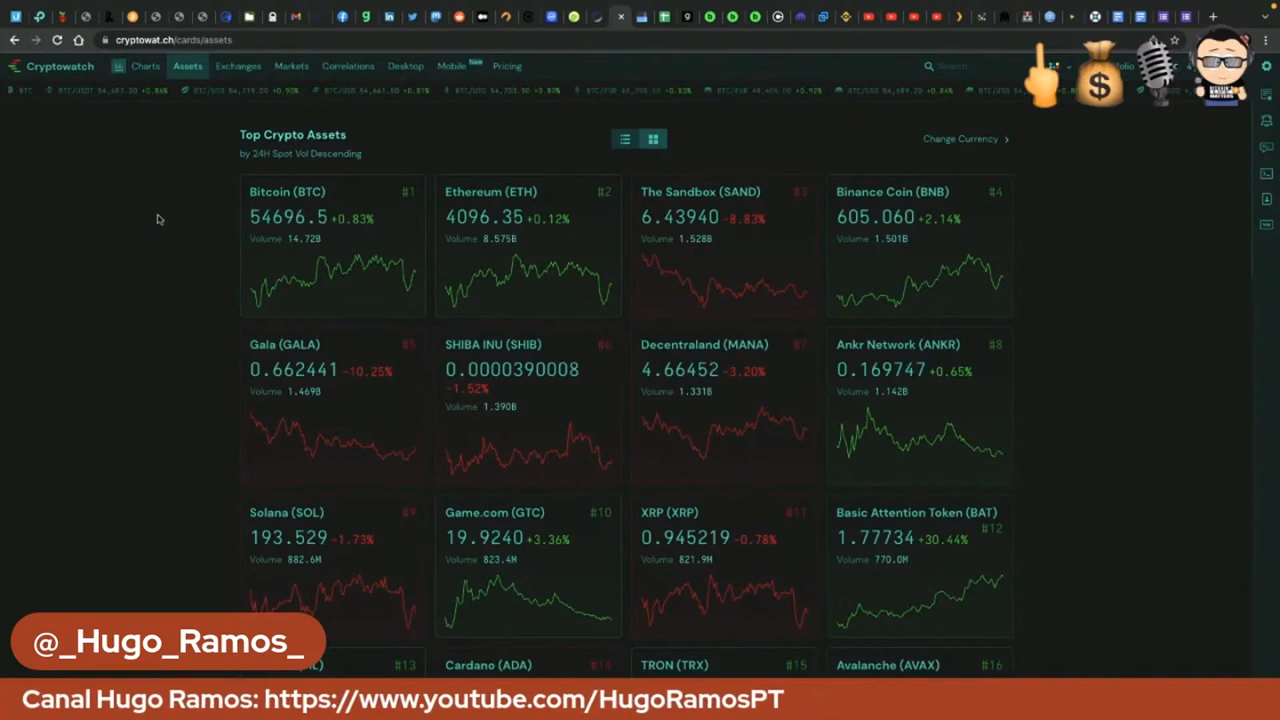 cryptowat.ch/cards/assets
Cryptowatch Charts Assets Exchanges Markets Correlations Desktop Mobile New Pricing Search
Top Crypto Assets
by 24H Spot Vol Descending
Change Currency
Bitcoin (BTC) #1
54696.5 +0.83%
Volume 14.72B
Ethereum (ETH) #2
4096.35 +0.12%
Volume 8.575B
The Sandbox (SAND) #3
6.43940 -8.83%
Volume 1.528B
Binance Coin (BNB) #4
605.060 +2.14%
Volume 1.501B
Gala (GALA) #5
0.662441 -10.25%
Volume 1.469B
SHIBA INU (SHIB) #6
0.0000390008
-1.52%
Volume 1.390B
Decentraland (MANA) #7
4.66452 -3.20%
Volume 1.331B
Ankr Network (ANKR) #8
0.169747 +0.65%
Volume 1.142B
Solana (SOL) #9
193.529 -1.73%
Volume 882.6M
Game.com (GTC) #10
19.9240 +3.36%
Volume 823.4M
XRP (XRP) #11
0.945219 -0.78%
Volume 821.9M
Basic Attention Token (BAT)
#12
1.77734 +30.44%
Volume 770.0M
#13
Cardano (ADA) #14
TRON (TRX) #15
Avalanche (AVAX) #16
@_Hugo_Ramos_
Canal Hugo Ramos: https://www.youtube.com/HugoRamosPT